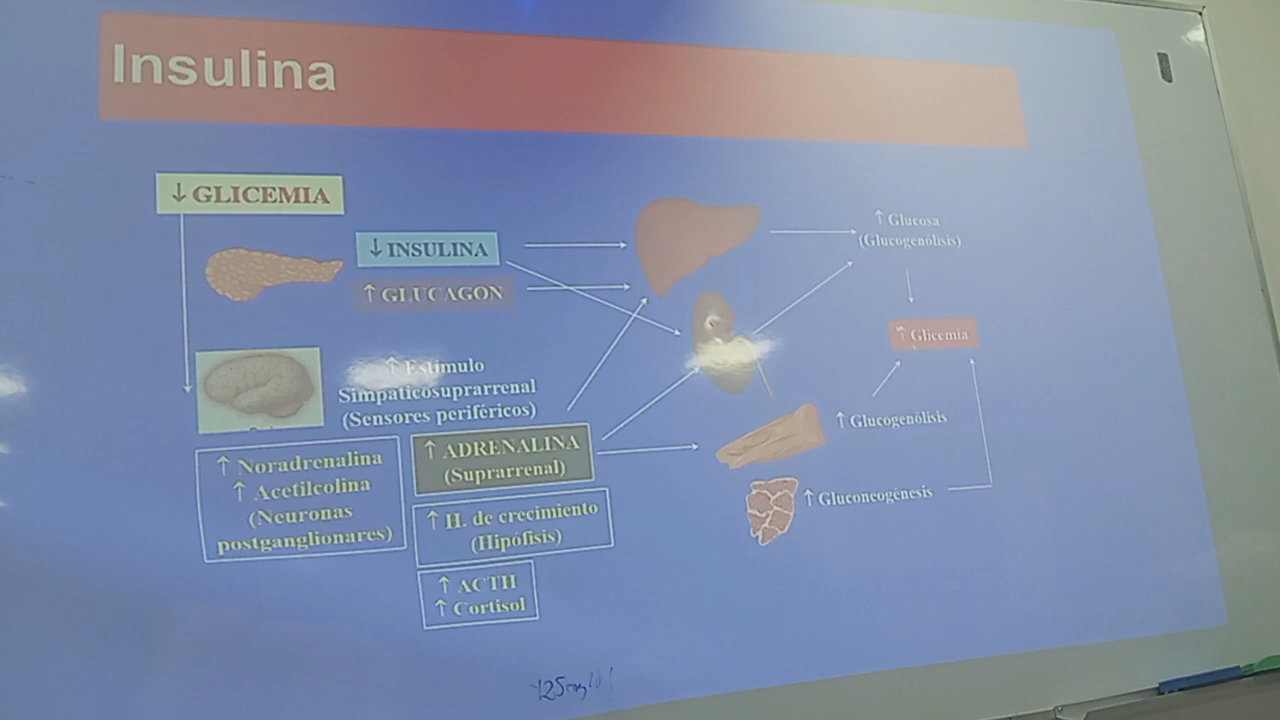 Insulina
↓ GLICEMIA
↓ INSULINA
↑ GLUCAGON
↑ Estímulo
Simpaticosuprarrenal
(Sensores periféricos)
↑ Noradrenalina
↑ Acetilcolina
(Neuronas
postganglionares)
↑ ADRENALINA
(Suprarrenal)
↑ H. de crecimiento
(Hipófisis)
↑ ACTH
↑ Cortisol
↑ Glucosa
(Glucogenólisis)
↑ Glicemia
↑ Glucogenólisis
↑ Gluconeogénesis